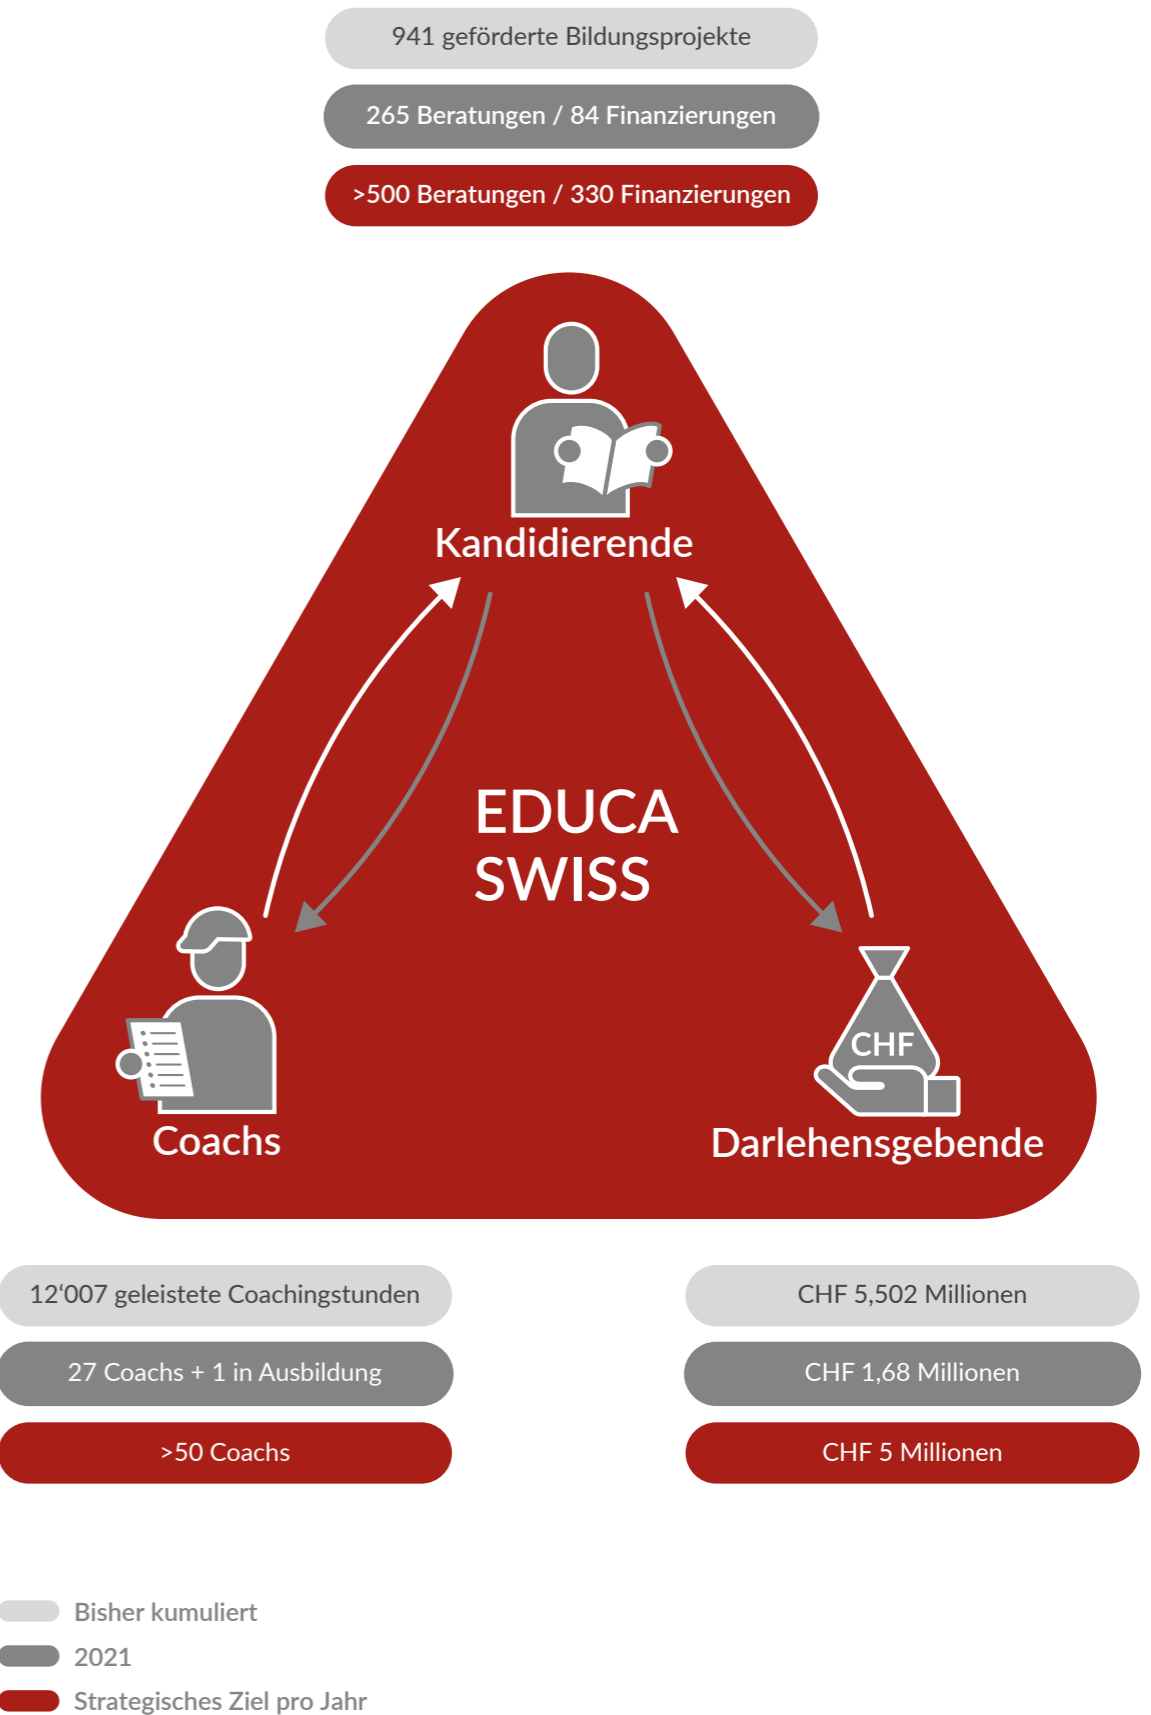 941 geförderte Bildungsprojekte
265 Beratungen / 84 Finanzierungen
>500 Beratungen / 330 Finanzierungen
Kandidierende
EDUCA
SWISS
CHF
Coachs
Darlehensgebende
12‘007 geleistete Coachingstunden
27 Coachs + 1 in Ausbildung
>50 Coachs
CHF 5,502 Millionen
CHF 1,68 Millionen
CHF 5 Millionen
Bisher kumuliert
2021
Strategisches Ziel pro Jahr